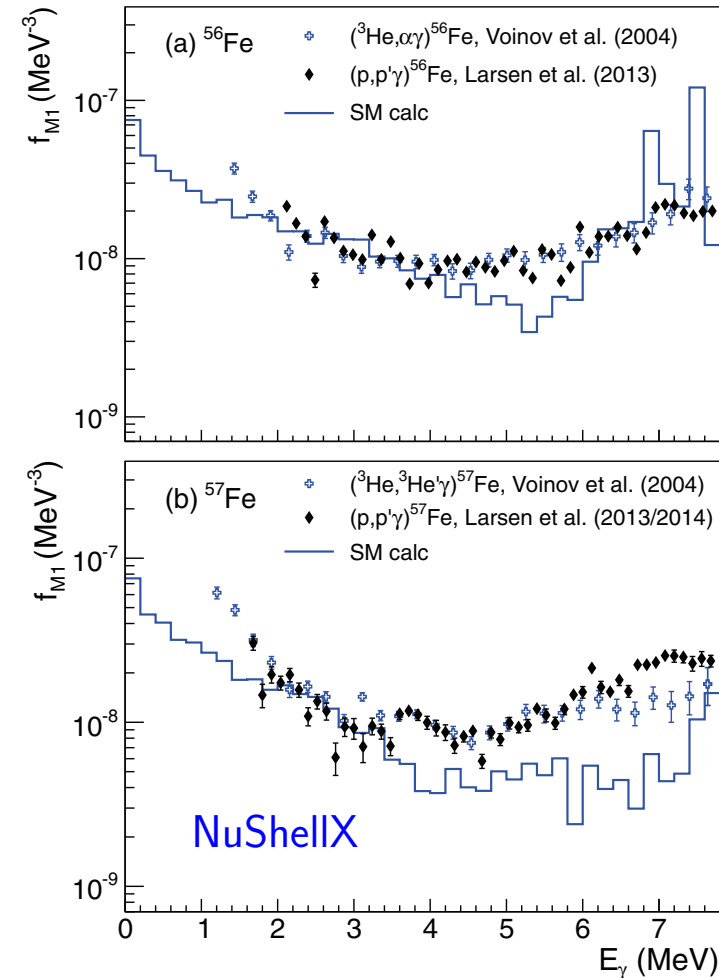 (a) ⁵⁶Fe
(³He,αγ)⁵⁶Fe, Voinov et al. (2004)
(p,p'γ)⁵⁶Fe, Larsen et al. (2013)
SM calc
f_M1 (MeV⁻³)
10⁻⁷
10⁻⁸
10⁻⁹
(b) ⁵⁷Fe
(³He,³He'γ)⁵⁷Fe, Voinov et al. (2004)
(p,p'γ)⁵⁷Fe, Larsen et al. (2013/2014)
SM calc
f_M1 (MeV⁻³)
10⁻⁷
10⁻⁸
10⁻⁹
NuShellX
0 1 2 3 4 5 6 7
E_γ (MeV)